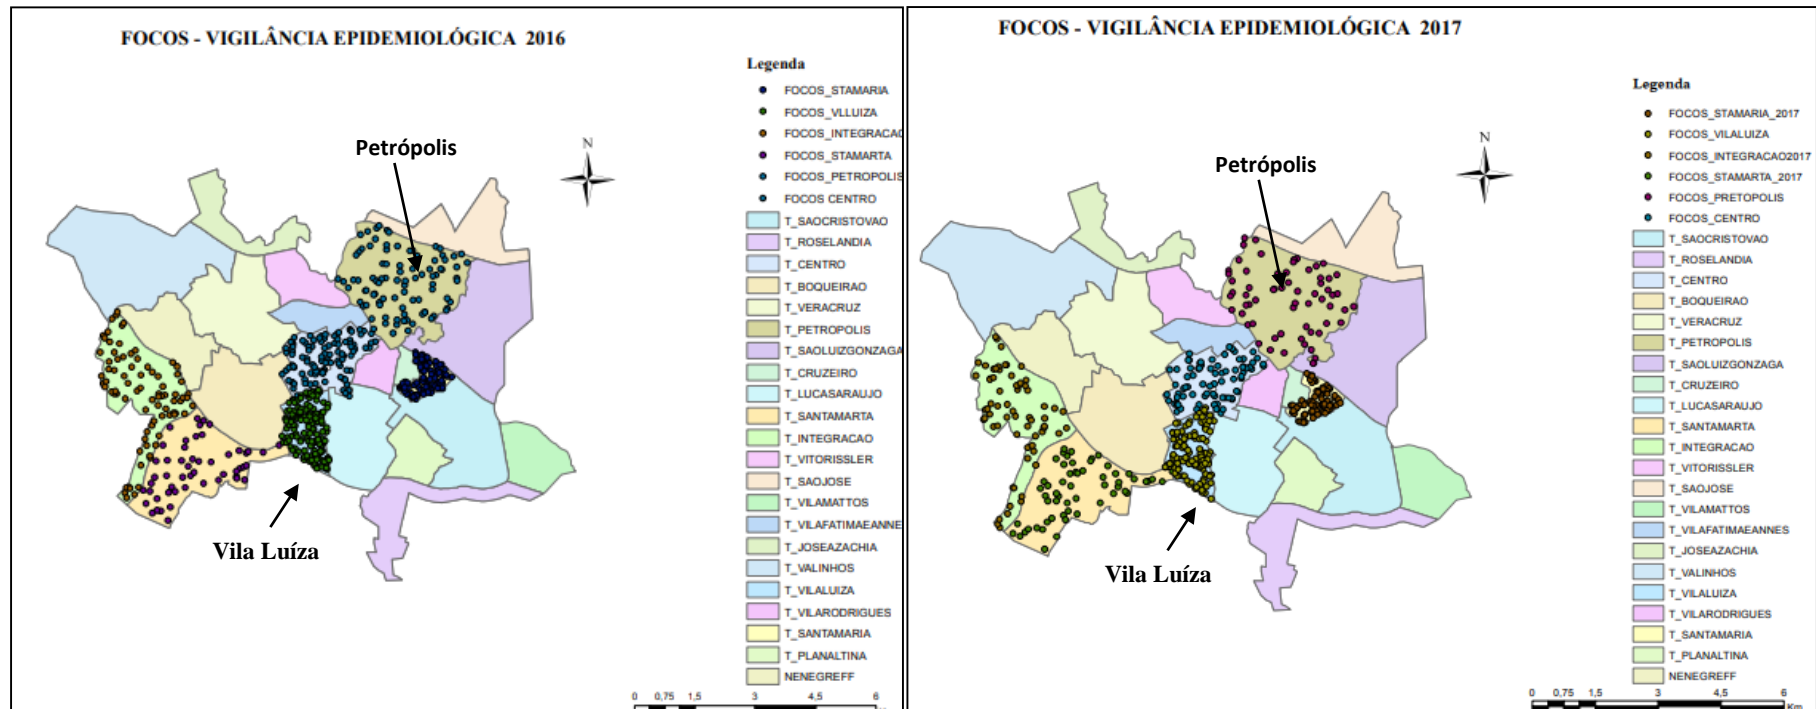 FOCOS - VIGILÂNCIA EPIDEMIOLÓGICA 2016
Legenda
FOCOS_STAMARIA
FOCOS_VLLUIZA
FOCOS_INTEGRACAO
FOCOS_STAMARTA
FOCOS_PETROPOLIS
FOCOS CENTRO
T_SAOCRISTOVAO
T_ROSELANDIA
T_CENTRO
T_BOQUEIRAO
T_VERACRUZ
T_PETROPOLIS
T_SAOLUIZGONZAGA
T_CRUZEIRO
T_LUCASARAUJO
T_SANTAMARTA
T_INTEGRACAO
T_VITORISSLER
T_SAOJOSE
T_VILAMATTOS
T_VILAFATIMAEANNE
T_JOSEAZACHIA
T_VALINHOS
T_VILALUIZA
T_VILARODRIGUES
T_SANTAMARIA
T_PLANALTINA
NENEGREFF
N
Petrópolis
Vila Luíza
0 0,75 1,5 3 4,5 6
FOCOS - VIGILÂNCIA EPIDEMIOLÓGICA 2017
Legenda
FOCOS_STAMARIA_2017
FOCOS_VILALUIZA
FOCOS_INTEGRACAO2017
FOCOS_STAMARTA_2017
FOCOS_PRETOPOLIS
FOCOS_CENTRO
T_SAOCRISTOVAO
T_ROSELANDIA
T_CENTRO
T_BOQUEIRAO
T_VERACRUZ
T_PETROPOLIS
T_SAOLUIZGONZAGA
T_CRUZEIRO
T_LUCASARAUJO
T_SANTAMARTA
T_INTEGRACAO
T_VITORISSLER
T_SAOJOSE
T_VILAMATTOS
T_VILAFATIMAEANNES
T_JOSEAZACHIA
T_VALINHOS
T_VILALUIZA
T_VILARODRIGUES
T_SANTAMARIA
T_PLANALTINA
NENEGREFF
N
Petrópolis
Vila Luíza
0 0,75 1,5 3 4,5 6
Km